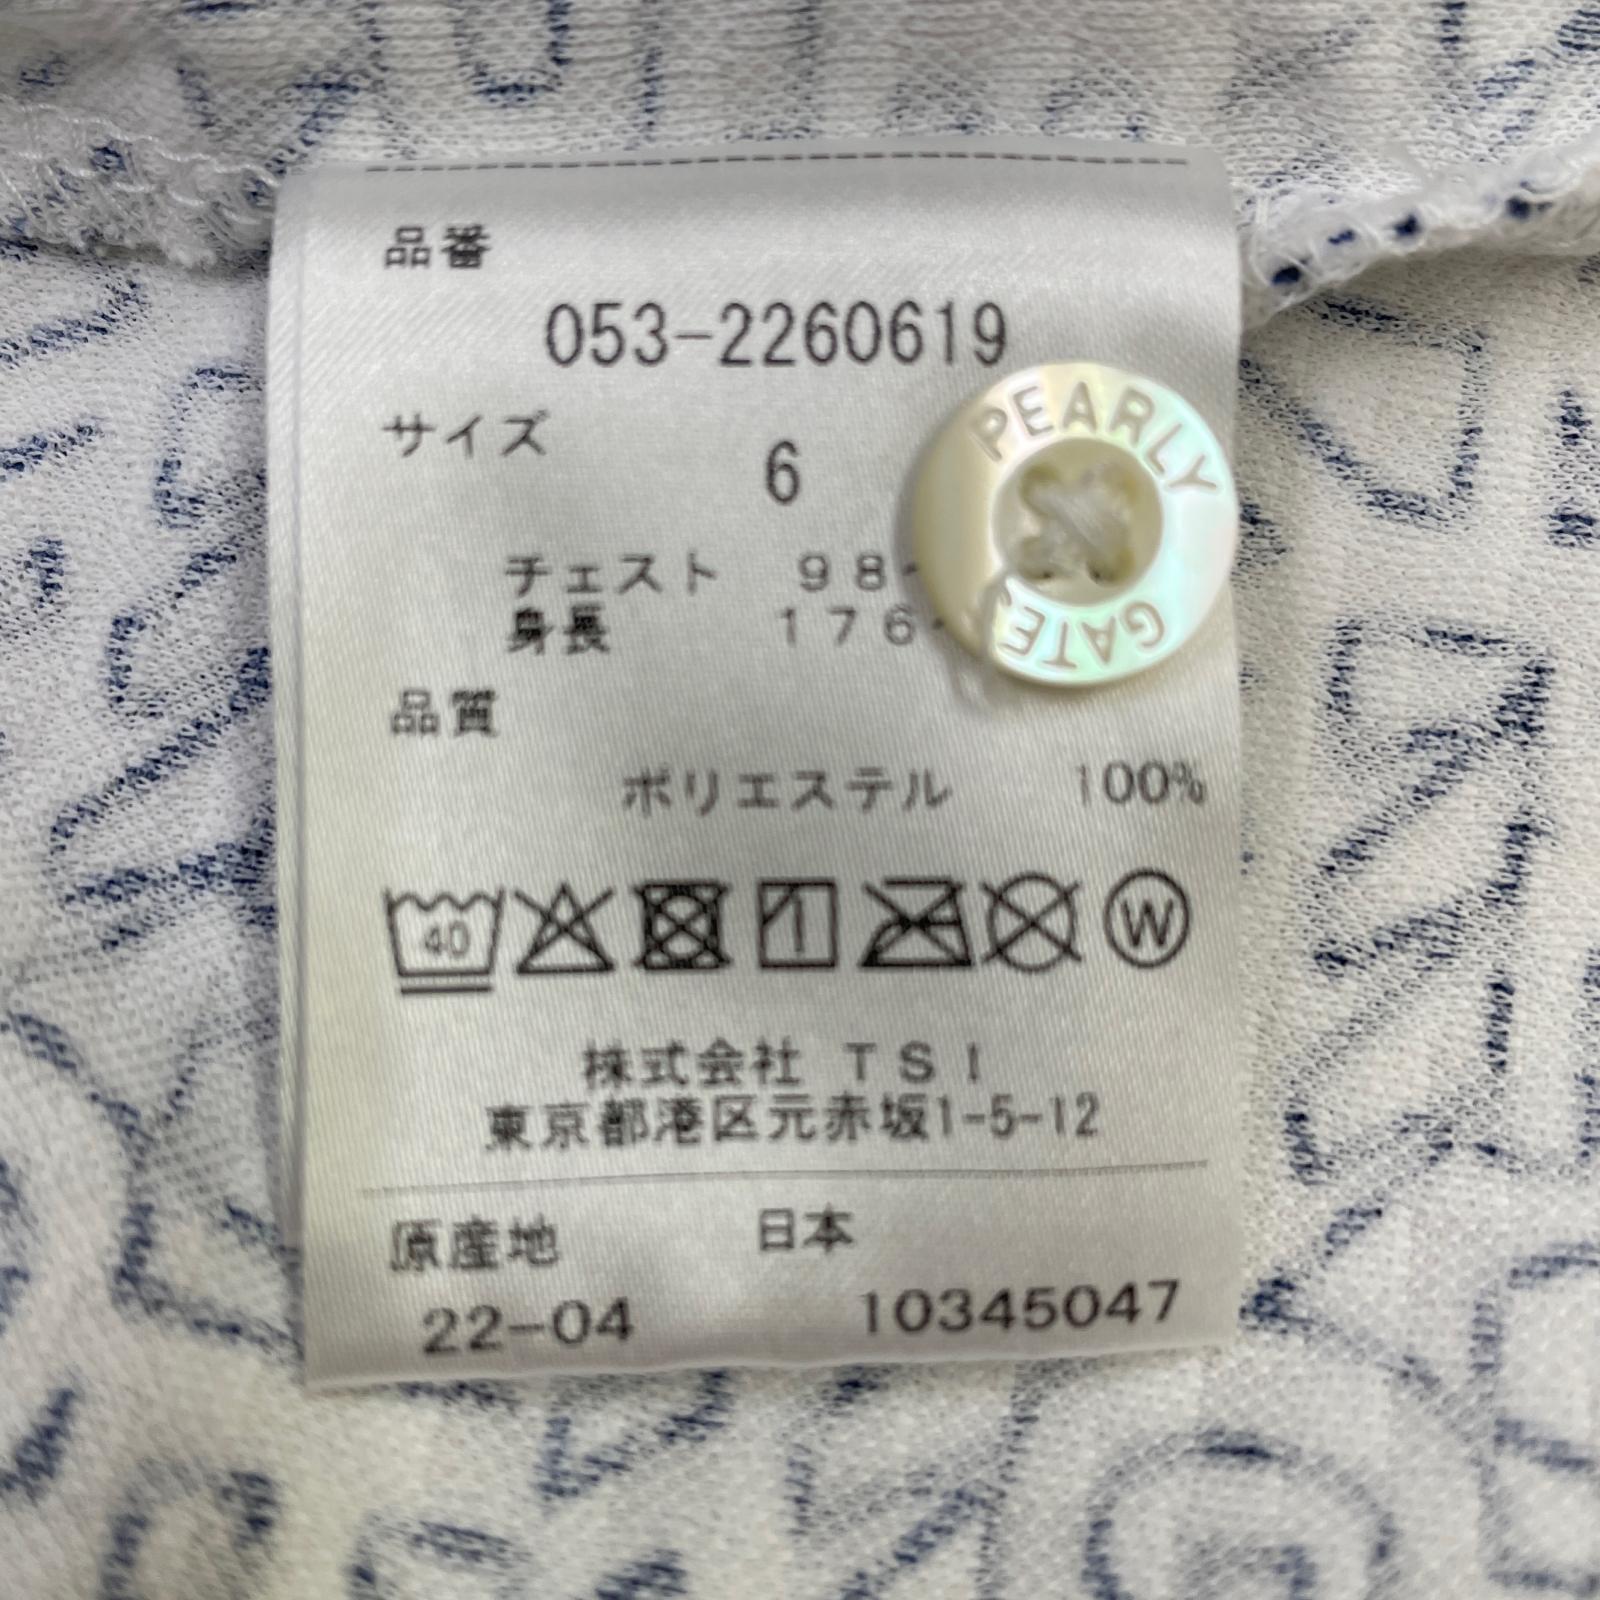 品番
053-2260619
サイズ
6
PEARLY GATES
チェスト 98-
身長 176-
品質
ポリエステル 100%
40
W
株式会社 TSI
東京都港区元赤坂1-5-12
原産地 日本
22-04 10345047